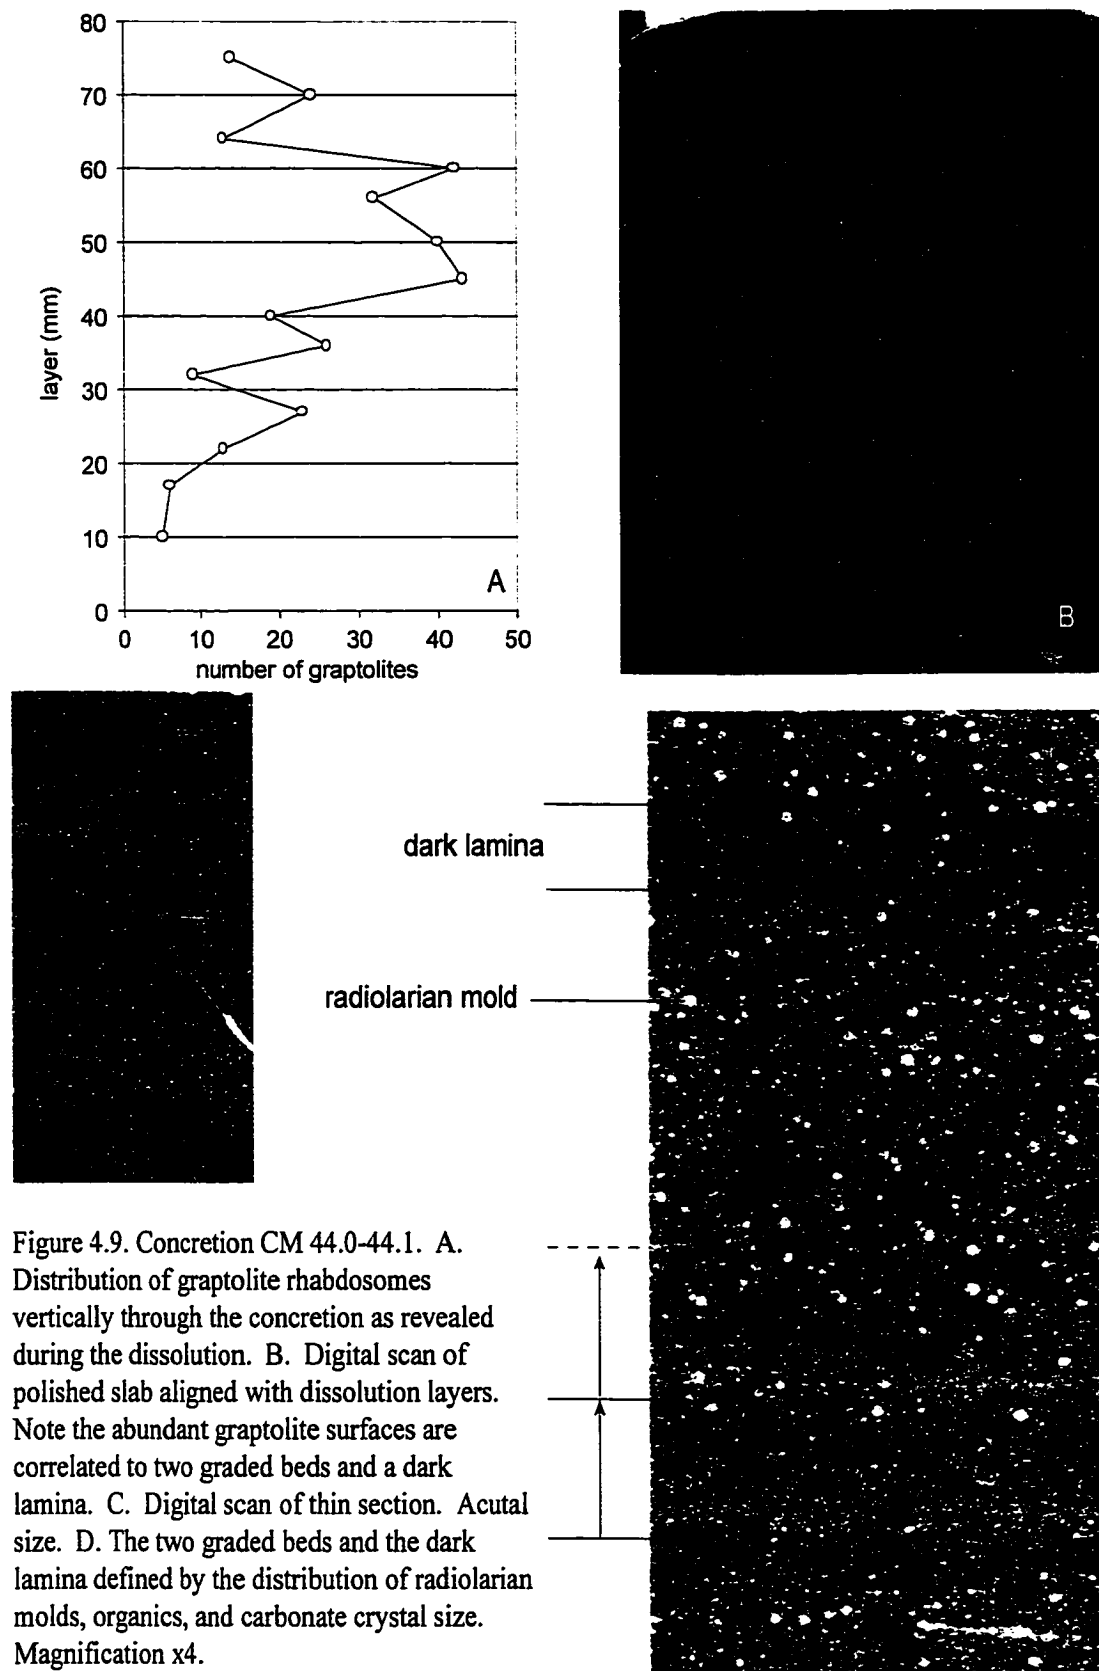 80
70
60
50
40
30
20
10
0
layer (mm)
0 10 20 30 40 50
number of graptolites
A
B
dark lamina
radiolarian mold
Figure 4.9. Concretion CM 44.0-44.1. A.
Distribution of graptolite rhabdosomes
vertically through the concretion as revealed
during the dissolution. B. Digital scan of
polished slab aligned with dissolution layers.
Note the abundant graptolite surfaces are
correlated to two graded beds and a dark
lamina. C. Digital scan of thin section. Acutal
size. D. The two graded beds and the dark
lamina defined by the distribution of radiolarian
molds, organics, and carbonate crystal size.
Magnification x4.